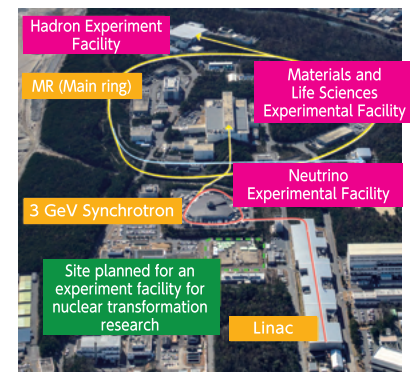 Hadron Experiment
Facility
MR (Main ring)
Materials and
Life Sciences
Experimental Facility
Neutrino
Experimental Facility
3 GeV Synchrotron
Site planned for an
experiment facility for
nuclear transformation
research
Linac